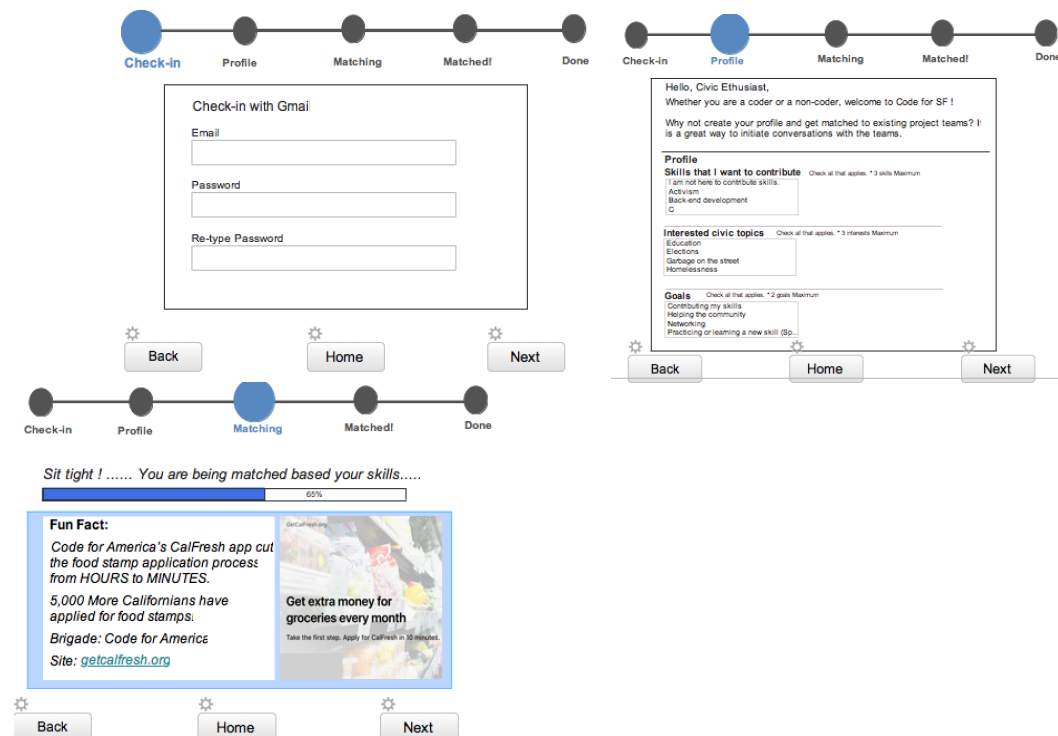 Check-in
Profile
Matching
Matched!
Done
Check-in with Gmail
Email
Password
Re-type Password
Back
Home
Next
Check-in
Profile
Matching
Matched!
Done
Hello, Civic Ethusiast,
Whether you are a coder or a non-coder, welcome to Code for SF !
Why not create your profile and get matched to existing project teams? It
is a great way to initiate conversations with the teams.
Profile
Skills that I want to contribute Check all that applies. * 3 skills Maximum
I am not here to contribute skills.
Activism
Back-end development
C
Interested civic topics Check all that applies. * 3 interests Maximum
Education
Elections
Garbage on the street
Homelessness
Goals Check all that applies. * 2 goals Maximum
Contributing my skills
Helping the community
Networking
Practicing or learning a new skill (Sp...
Back
Home
Next
Check-in
Profile
Matching
Matched!
Done
Sit tight ! ...... You are being matched based your skills.....
65%
Fun Fact:
Code for America's CalFresh app cut
the food stamp application process
from HOURS to MINUTES.
5,000 More Californians have
applied for food stamps!
Brigade: Code for America
Site: getcalfresh.org
GetCalFresh.org
Get extra money for
groceries every month
Take the first step. Apply for CalFresh in 10 minutes.
Back
Home
Next